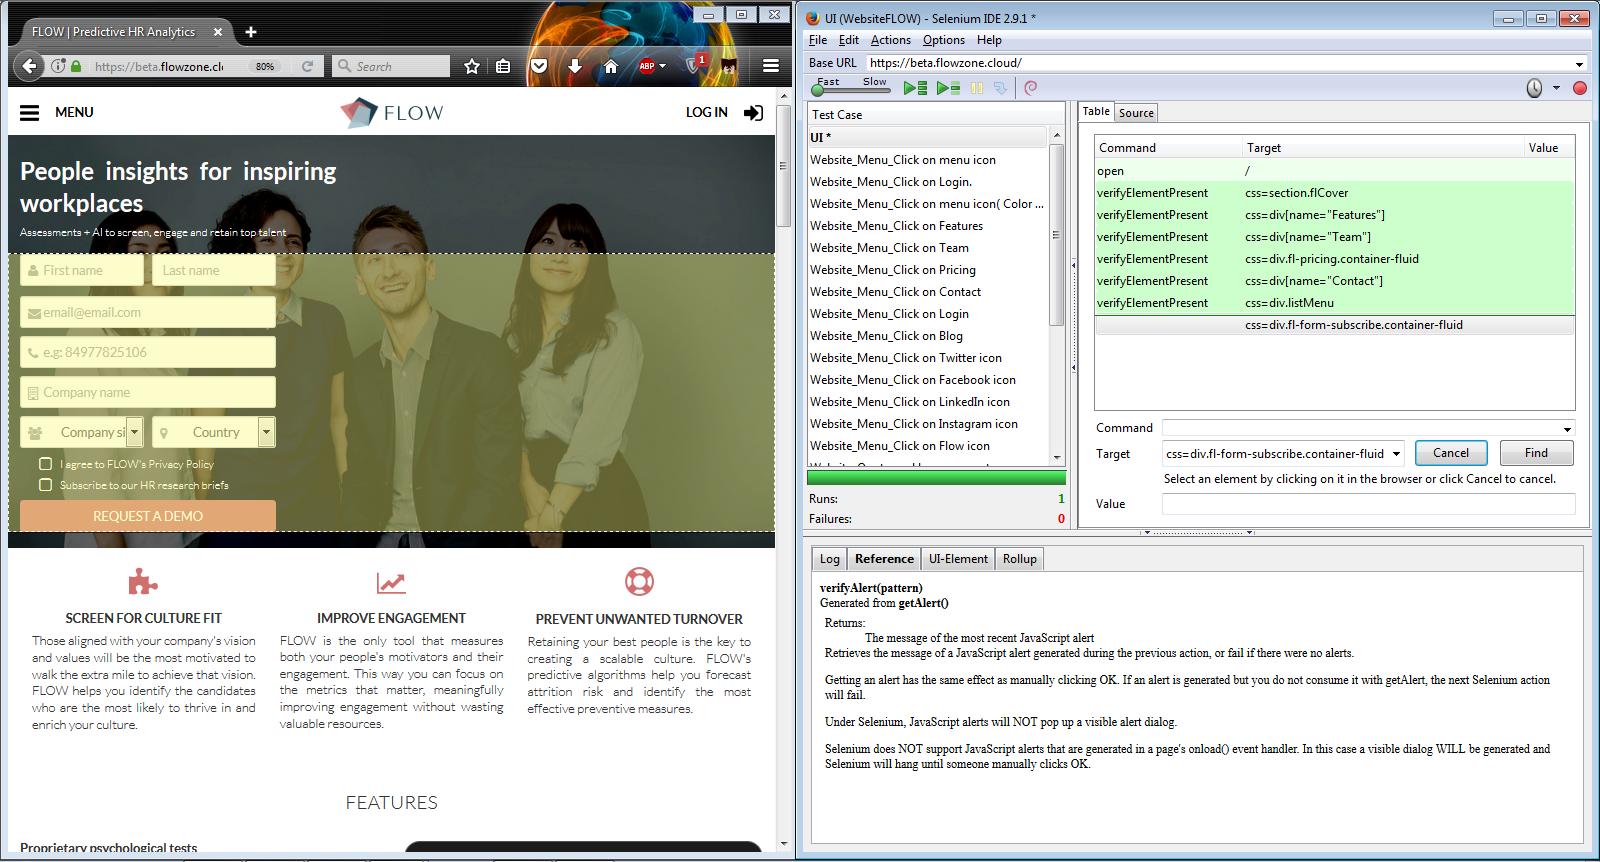 FLOW | Predictive HR Analytics
https://beta.flowzone.cl
80%
Search
ABP
1
MENU
FLOW
LOG IN
People insights for inspiring
workplaces
Assessments + AI to screen, engage and retain top talent
First name
Last name
email@email.com
e.g: 84977825106
Company name
Company si
Country
I agree to FLOW's Privacy Policy
Subscribe to our HR research briefs
REQUEST A DEMO
SCREEN FOR CULTURE FIT
Those aligned with your company's vision
and values will be the most motivated to
walk the extra mile to achieve that vision.
FLOW helps you identify the candidates
who are the most likely to thrive in and
enrich your culture.
IMPROVE ENGAGEMENT
FLOW is the only tool that measures
both your people's motivators and their
engagement. This way you can focus on
the metrics that matter, meaningfully
improving engagement without wasting
valuable resources.
PREVENT UNWANTED TURNOVER
Retaining your best people is the key to
creating a scalable culture. FLOW's
predictive algorithms help you forecast
attrition risk and identify the most
effective preventive measures.
FEATURES
Proprietary psychological tests
UI (WebsiteFLOW) - Selenium IDE 2.9.1 *
File Edit Actions Options Help
Base URL https://beta.flowzone.cloud/
Fast Slow
Test Case
UI *
Website_Menu_Click on menu icon
Website_Menu_Click on Login.
Website_Menu_Click on menu icon( Color ...
Website_Menu_Click on Features
Website_Menu_Click on Team
Website_Menu_Click on Pricing
Website_Menu_Click on Contact
Website_Menu_Click on Login
Website_Menu_Click on Blog
Website_Menu_Click on Twitter icon
Website_Menu_Click on Facebook icon
Website_Menu_Click on LinkedIn icon
Website_Menu_Click on Instagram icon
Website_Menu_Click on Flow icon
Runs: 1
Failures: 0
Table Source
Command Target Value
open /
verifyElementPresent css=section.flCover
verifyElementPresent css=div[name="Features"]
verifyElementPresent css=div[name="Team"]
verifyElementPresent css=div.fl-pricing.container-fluid
verifyElementPresent css=div[name="Contact"]
verifyElementPresent css=div.listMenu
css=div.fl-form-subscribe.container-fluid
Command
Target css=div.fl-form-subscribe.container-fluid Cancel Find
Select an element by clicking on it in the browser or click Cancel to cancel.
Value
Log Reference UI-Element Rollup
verifyAlert(pattern)
Generated from getAlert()
Returns:
The message of the most recent JavaScript alert
Retrieves the message of a JavaScript alert generated during the previous action, or fail if there were no alerts.
Getting an alert has the same effect as manually clicking OK. If an alert is generated but you do not consume it with getAlert, the next Selenium action
will fail.
Under Selenium, JavaScript alerts will NOT pop up a visible alert dialog.
Selenium does NOT support JavaScript alerts that are generated in a page's onload() event handler. In this case a visible dialog WILL be generated and
Selenium will hang until someone manually clicks OK.